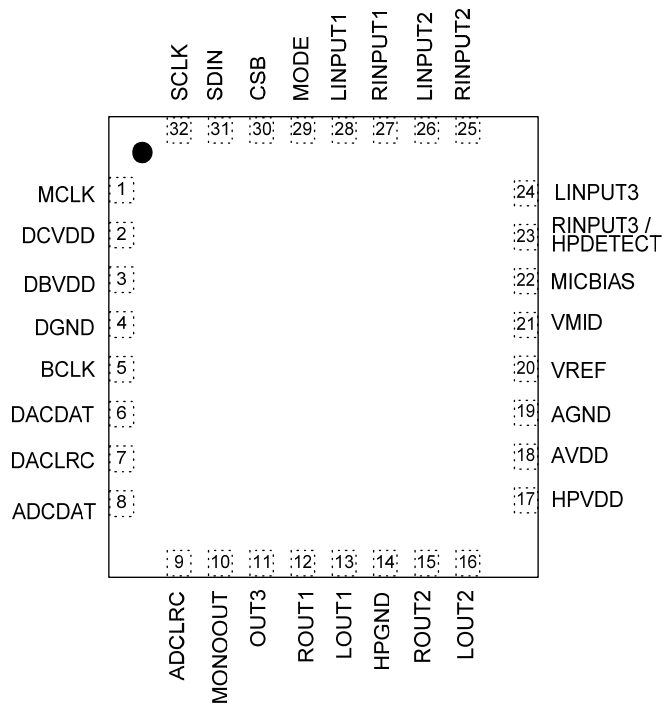 SCLK
SDIN
CSB
MODE
LINPUT1
RINPUT1
LINPUT2
RINPUT2
32 31 30 29 28 27 26 25
MCLK 1
DCVDD 2
DBVDD 3
DGND 4
BCLK 5
DACDAT 6
DACLRC 7
ADCDAT 8
24 LINPUT3
23 RINPUT3 /
HPDETECT
22 MICBIAS
21 VMID
20 VREF
19 AGND
18 AVDD
17 HPVDD
9 10 11 12 13 14 15 16
ADCLRC
MONOOUT
OUT3
ROUT1
LOUT1
HPGND
ROUT2
LOUT2